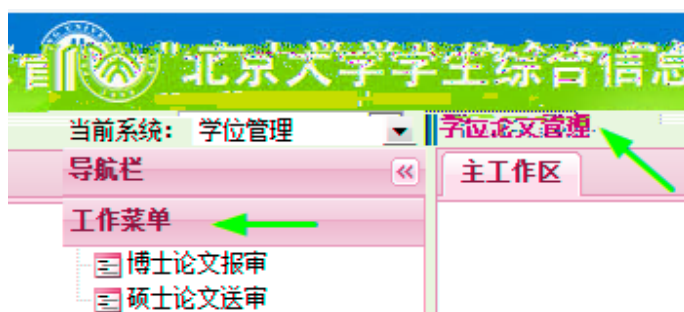 北京大学学生综合信息
当前系统： 学位管理
学位论文管理
导航栏
主工作区
工作菜单
博士论文报审
硕士论文送审